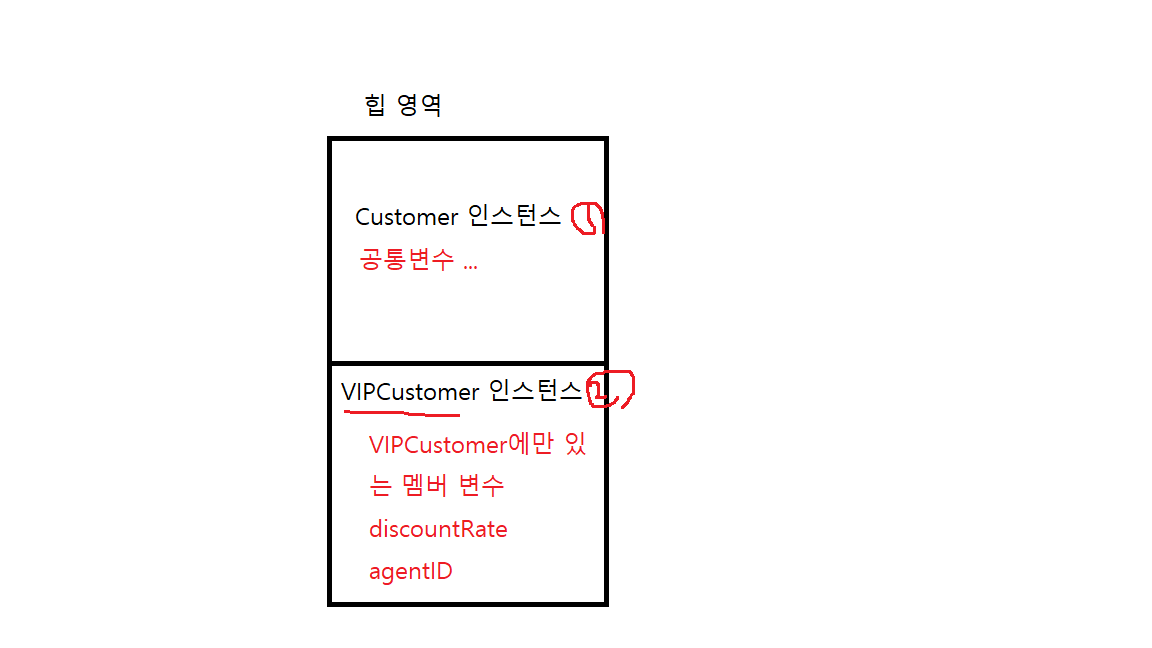 힙 영역
Customer 인스턴스 1
공통변수 ...
VIPCustomer 인스턴스 2
VIPCustomer에만 있
는 멤버 변수
discountRate
agentID